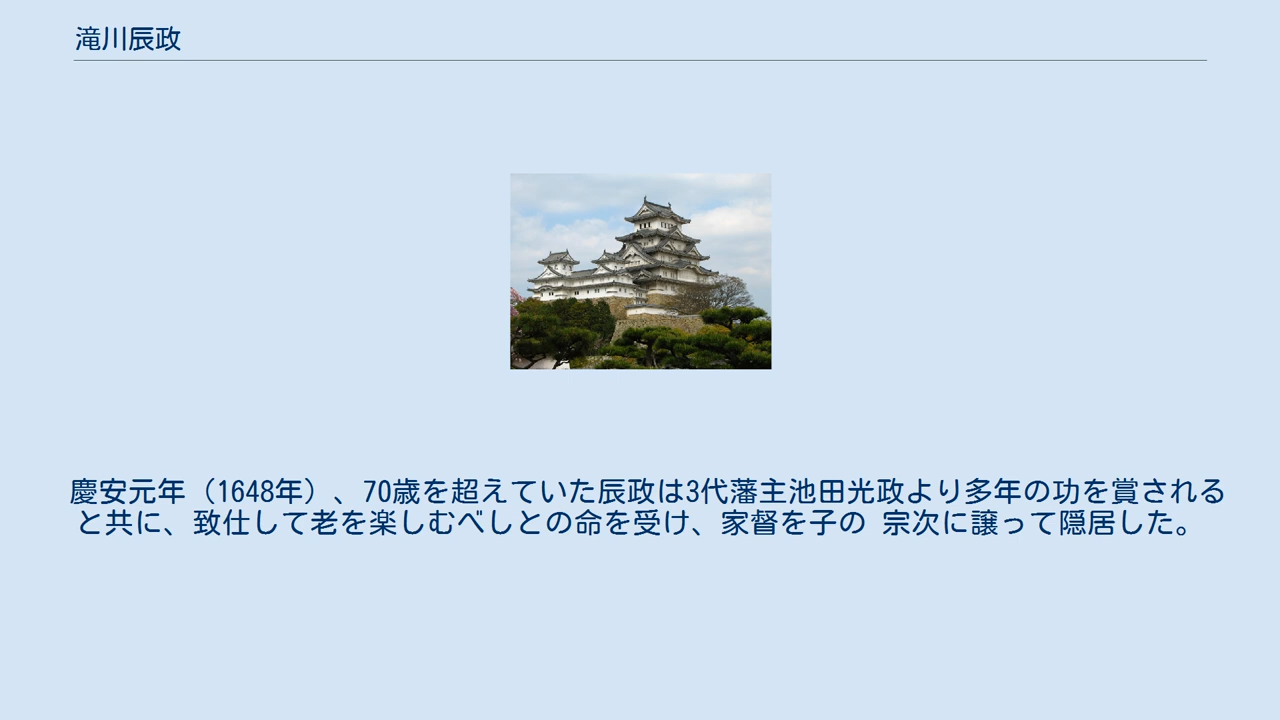 滝川辰政
慶安元年（1648年）、70歳を超えていた辰政は3代藩主池田光政より多年の功を賞される
と共に、致仕して老を楽しむべしとの命を受け、家督を子の 宗次に譲って隠居した。